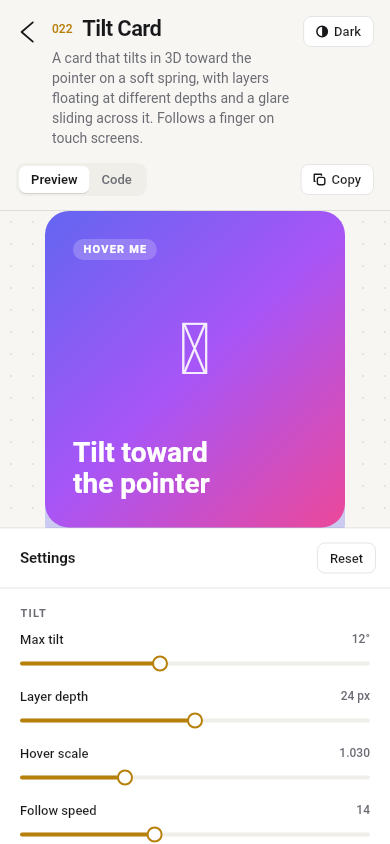 022 Tilt Card
Dark
A card that tilts in 3D toward the
pointer on a soft spring, with layers
floating at different depths and a glare
sliding across it. Follows a finger on
touch screens.
Preview
Code
Copy
HOVER ME
Tilt toward
the pointer
Settings
Reset
TILT
Max tilt
12°
Layer depth
24 px
Hover scale
1.030
Follow speed
14